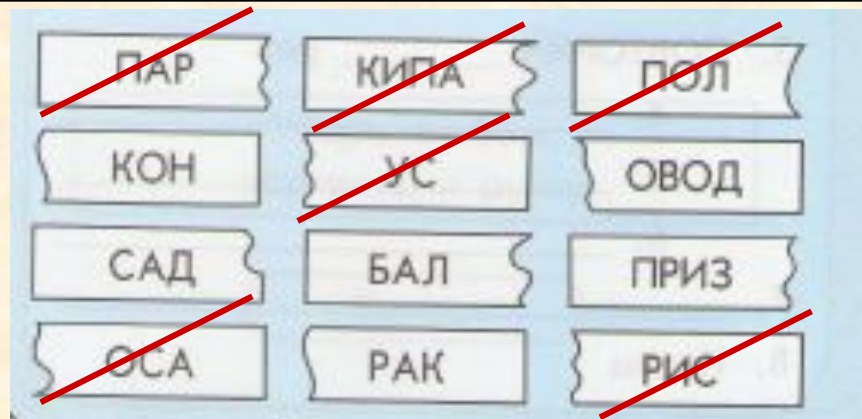 ПАР КИПА ПОЛ
КОН УС ОВОД
САД БАЛ ПРИЗ
ОСА РАК РИС